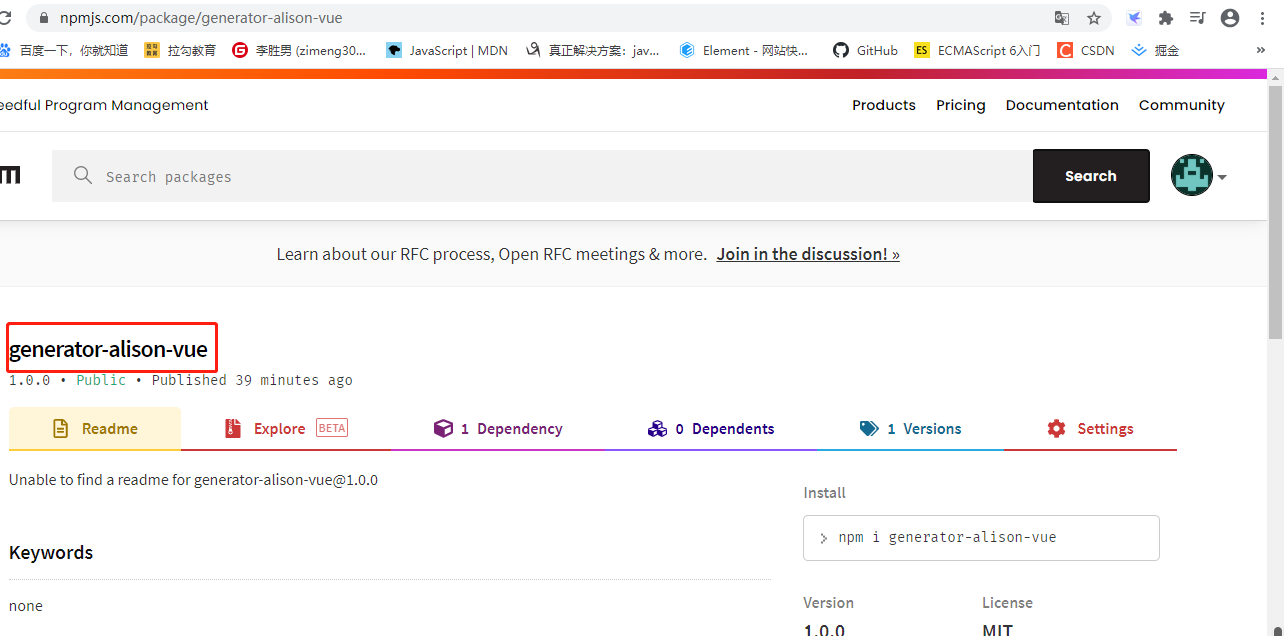 npmjs.com/package/generator-alison-vue
百度一下，你就知道 拉勾教育 李胜男 (zimeng30... JavaScript | MDN 真正解决方案：jav... Element - 网站快... GitHub ES ECMAScript 6入门 C CSDN 掘金 »
eedful Program Management Products Pricing Documentation Community
m Search packages Search
Learn about our RFC process, Open RFC meetings & more. Join in the discussion! »
generator-alison-vue
1.0.0 • Public • Published 39 minutes ago
Readme Explore BETA 1 Dependency 0 Dependents 1 Versions Settings
Unable to find a readme for generator-alison-vue@1.0.0
Install
> npm i generator-alison-vue
Keywords
none
Version License
1.0.0 MIT